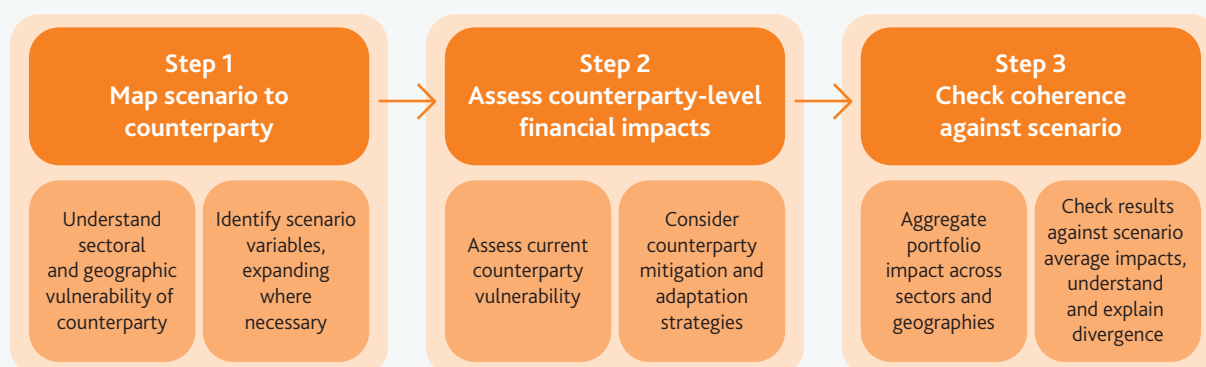 Step 1
Map scenario to
counterparty
Understand
sectoral
and geographic
vulnerability of
counterparty
Identify scenario
variables,
expanding
where
necessary
Step 2
Assess counterparty-level
financial impacts
Assess current
counterparty
vulnerability
Consider
counterparty
mitigation and
adaptation
strategies
Step 3
Check coherence
against scenario
Aggregate
portfolio
impact across
sectors and
geographies
Check results
against scenario
average impacts,
understand
and explain
divergence